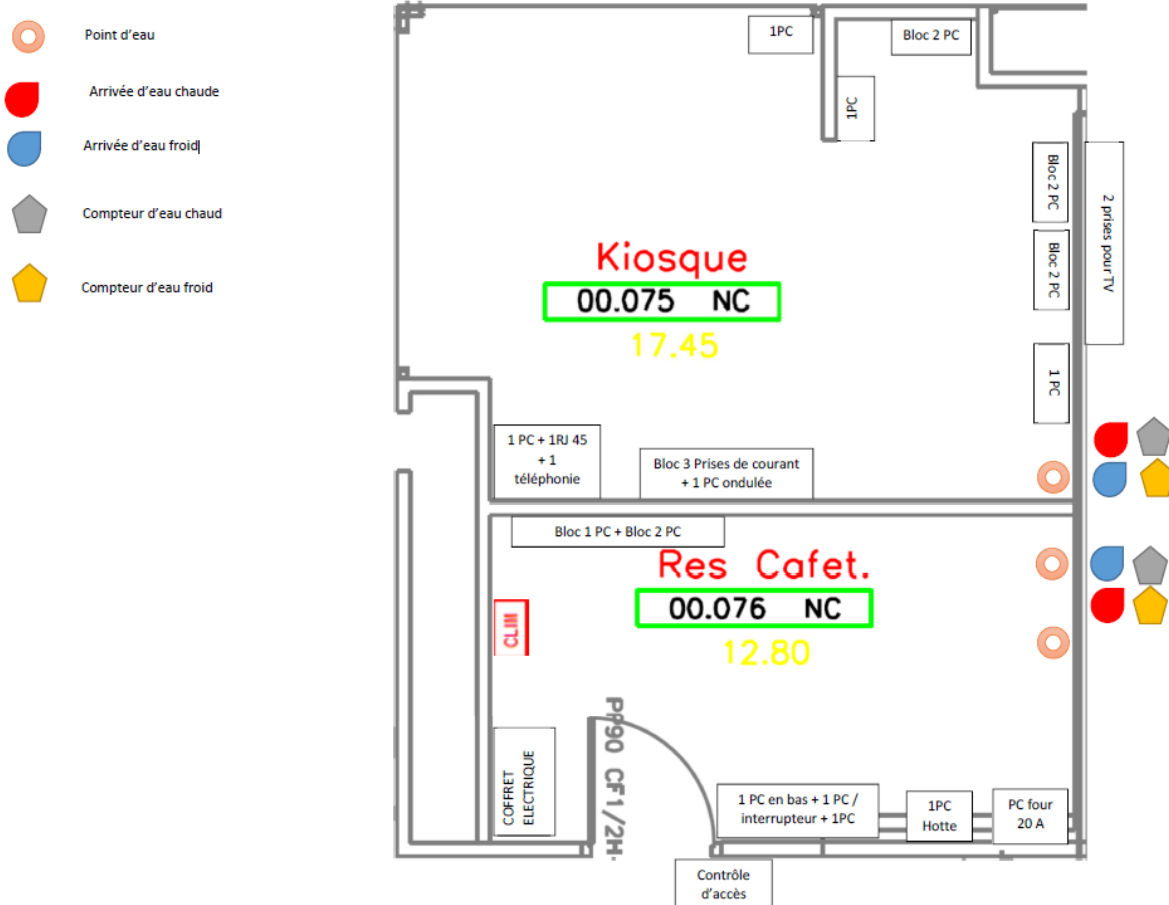 Point d'eau
Arrivée d'eau chaude
Arrivée d'eau froid
Compteur d'eau chaud
Compteur d'eau froid
1PC
Bloc 2 PC
1PC
Bloc 2 PC
Bloc 2 PC
2 prises pour TV
1 PC
Kiosque
00.075 NC
17.45
1 PC + 1RJ 45
+ 1
téléphonie
Bloc 3 Prises de courant
+ 1 PC ondulée
Bloc 1 PC + Bloc 2 PC
Res Cafet.
00.076 NC
12.80
CLIM
COFFRET
ELECTRIQUE
PP90 CF1/2H
1 PC en bas + 1 PC /
interrupteur + 1PC
1PC
Hotte
PC four
20 A
Contrôle
d'accès